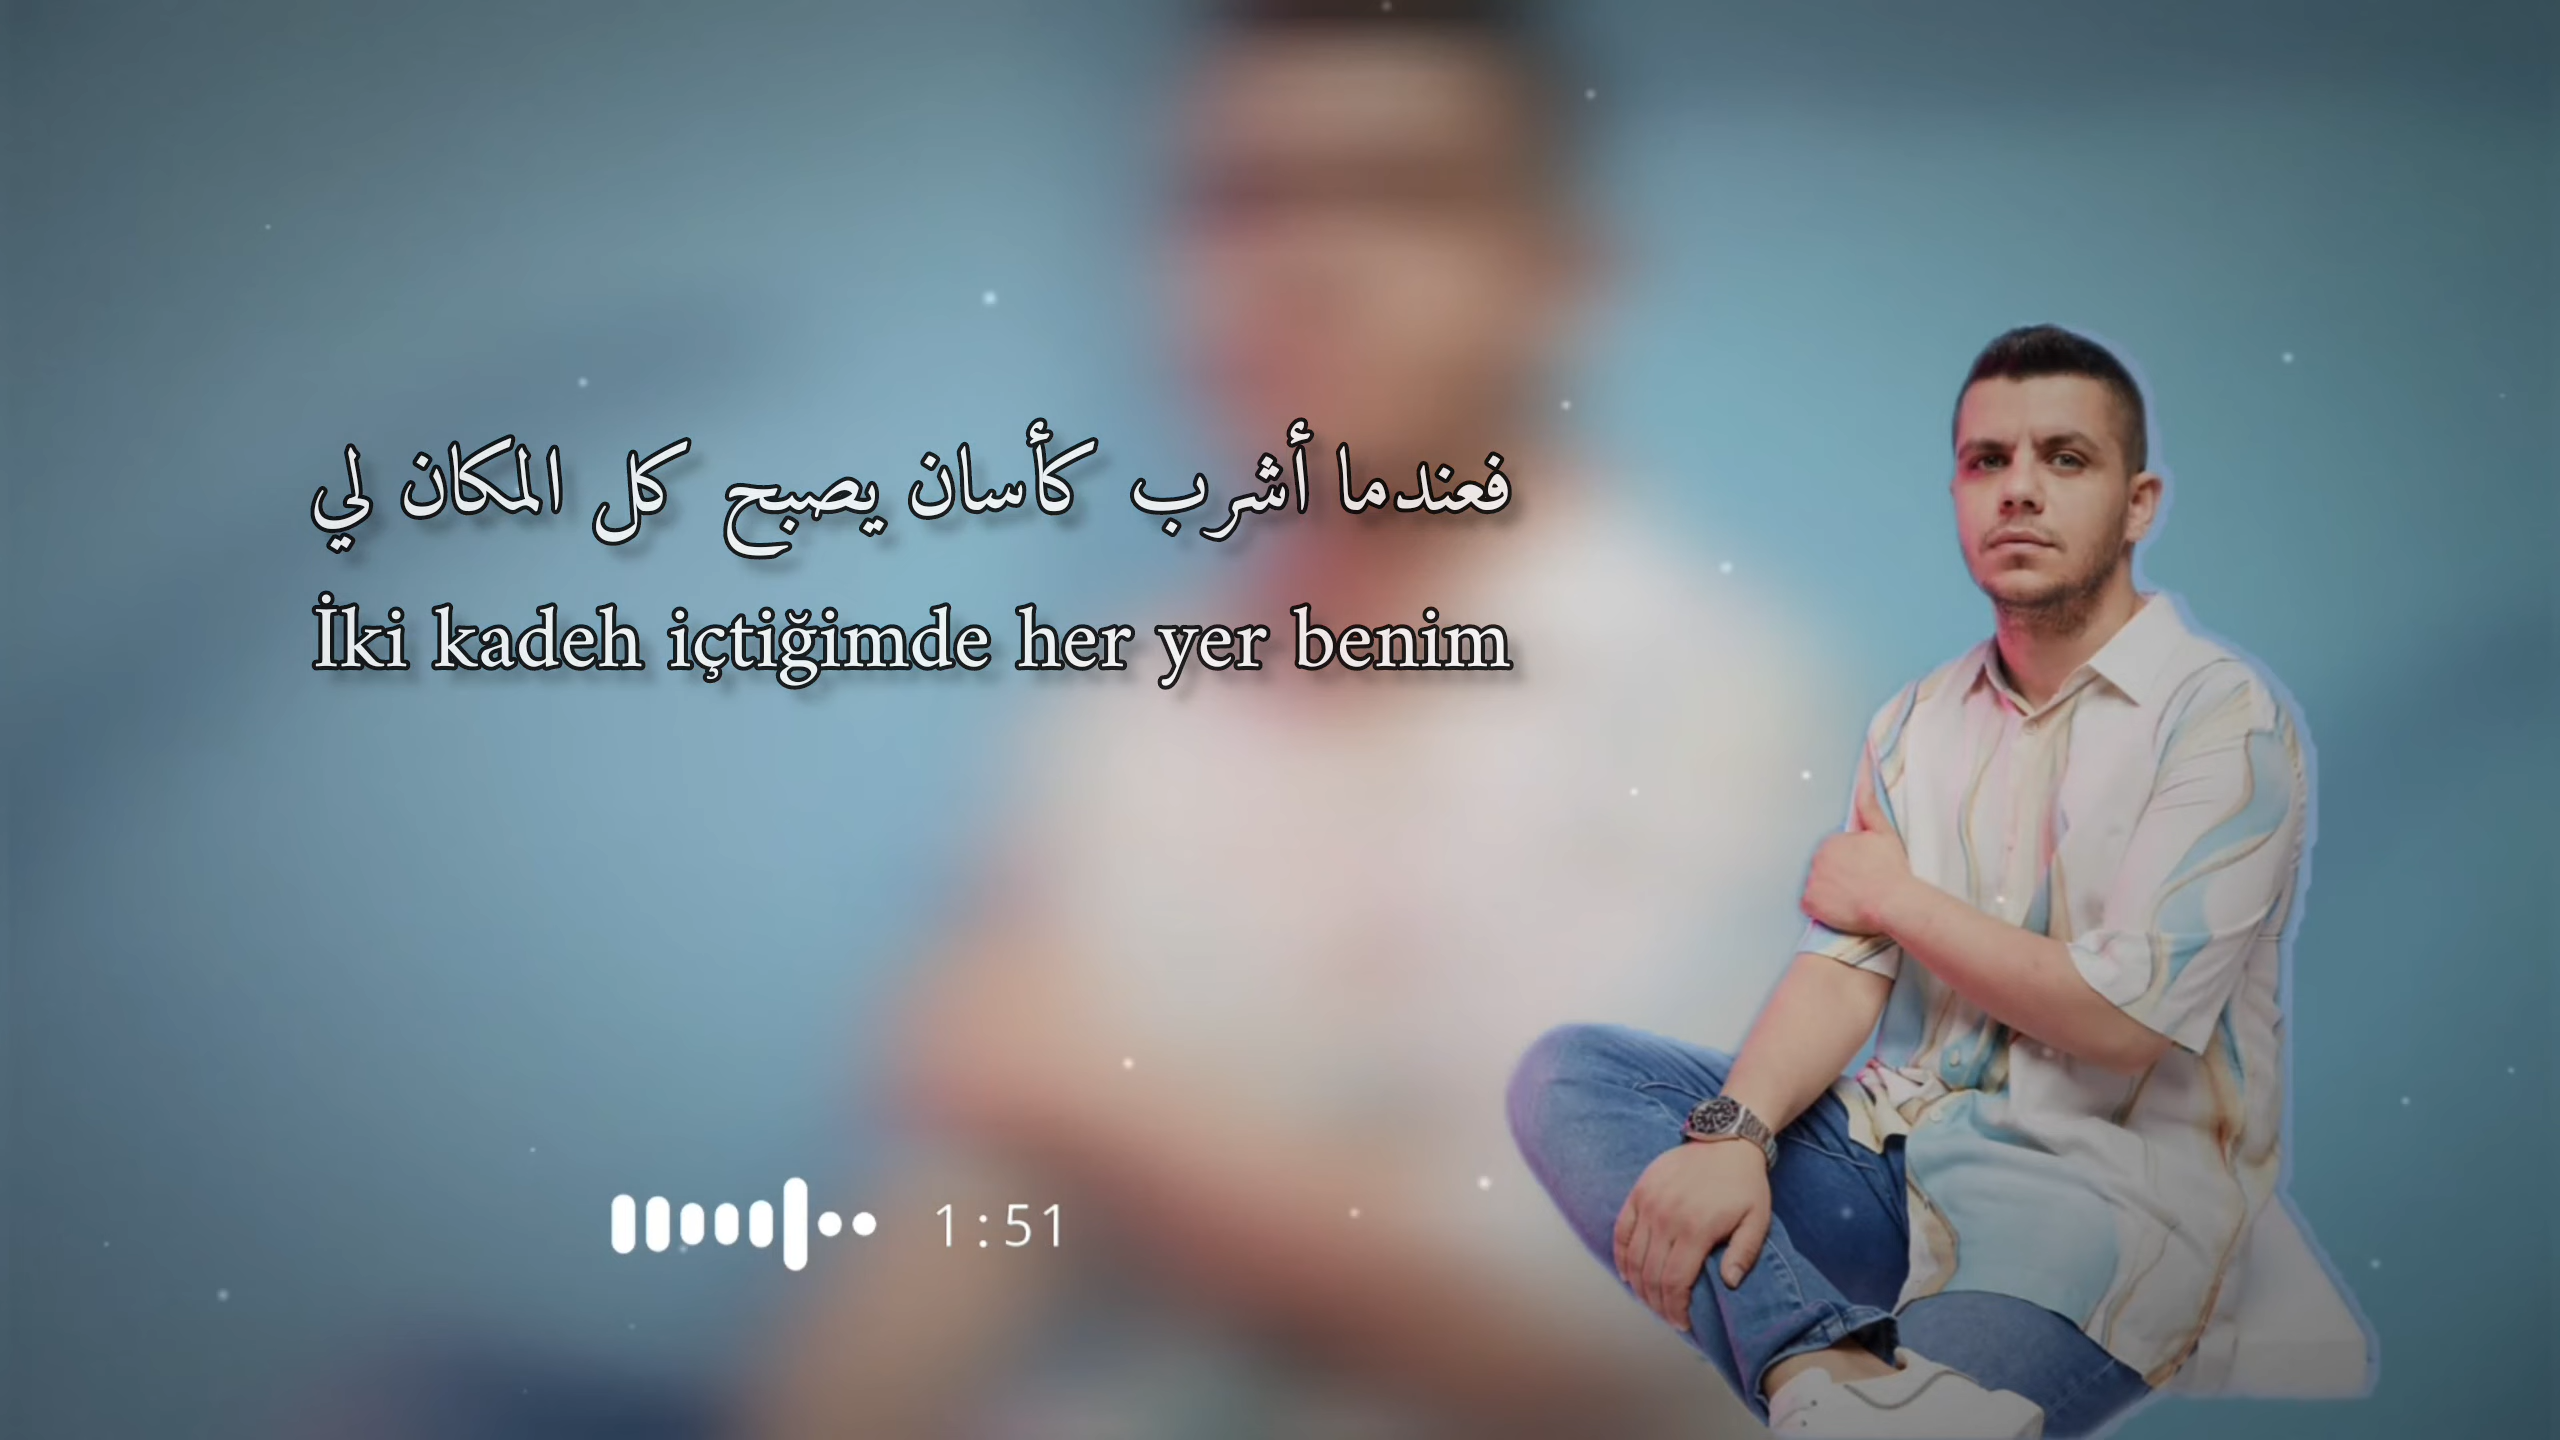 فعندما أشرب كأسان يصبح كل المكان لي
İki kadeh içtiğimde her yer benim
1:51